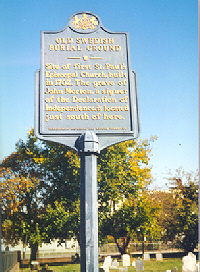 OLD SWEDISH
BURIAL GROUND
Site of first St. Paul's
Episcopal Church built
in 1702. The grave of
John Morton, a signer
of the Declaration of
Independence, is located
just south of here.